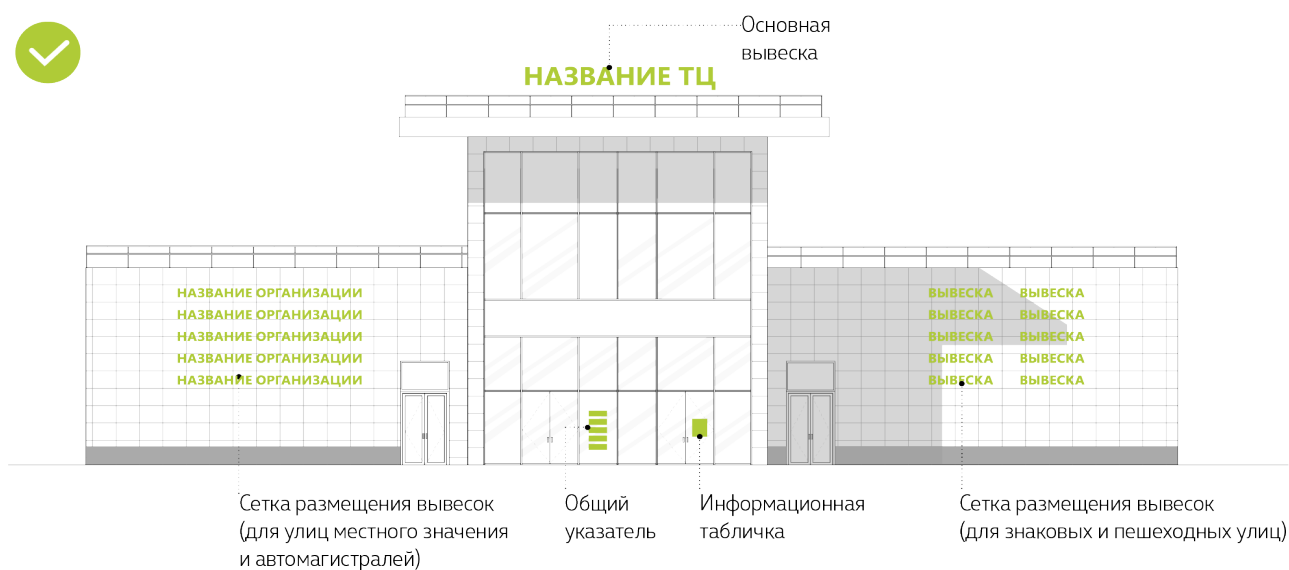 Основная
вывеска
НАЗВАНИЕ ТЦ
НАЗВАНИЕ ОРГАНИЗАЦИИ
НАЗВАНИЕ ОРГАНИЗАЦИИ
НАЗВАНИЕ ОРГАНИЗАЦИИ
НАЗВАНИЕ ОРГАНИЗАЦИИ
НАЗВАНИЕ ОРГАНИЗАЦИИ
ВЫВЕСКА ВЫВЕСКА
ВЫВЕСКА ВЫВЕСКА
ВЫВЕСКА ВЫВЕСКА
ВЫВЕСКА ВЫВЕСКА
ВЫВЕСКА ВЫВЕСКА
Сетка размещения вывесок
(для улиц местного значения
и автомагистралей)
Общий
указатель
Информационная
табличка
Сетка размещения вывесок
(для знаковых и пешеходных улиц)